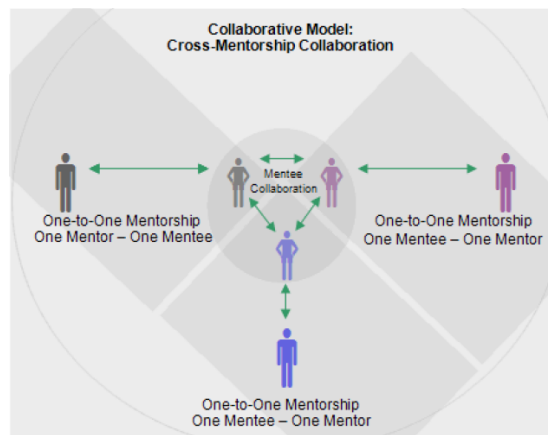 Collaborative Model:
Cross-Mentorship Collaboration
Mentee
Collaboration
One-to-One Mentorship
One Mentor – One Mentee
One-to-One Mentorship
One Mentee – One Mentor
One-to-One Mentorship
One Mentee – One Mentor